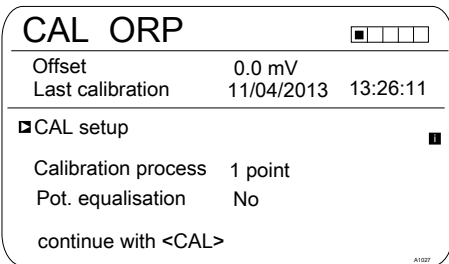 CAL ORP
Offset 0.0 mV
Last calibration 11/04/2013 13:26:11
CAL setup
i
Calibration process 1 point
Pot. equalisation No
continue with <CAL>
A1027